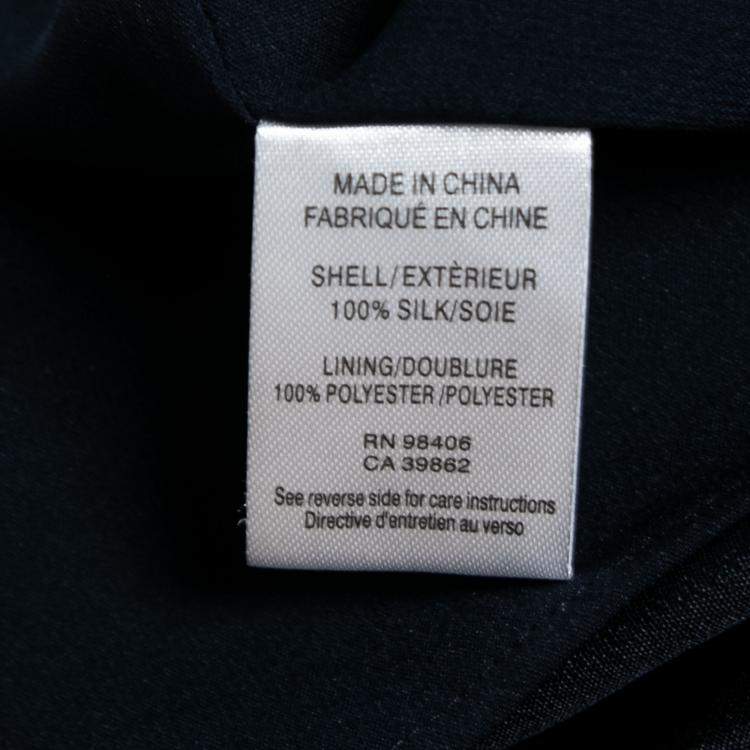 MADE IN CHINA
FABRIQUÉ EN CHINE
SHELL/EXTÈRIEUR
100% SILK/SOIE
LINING/DOUBLURE
100% POLYESTER /POLYESTER
RN 98406
CA 39862
See reverse side for care instructions
Directive d'entretien au verso